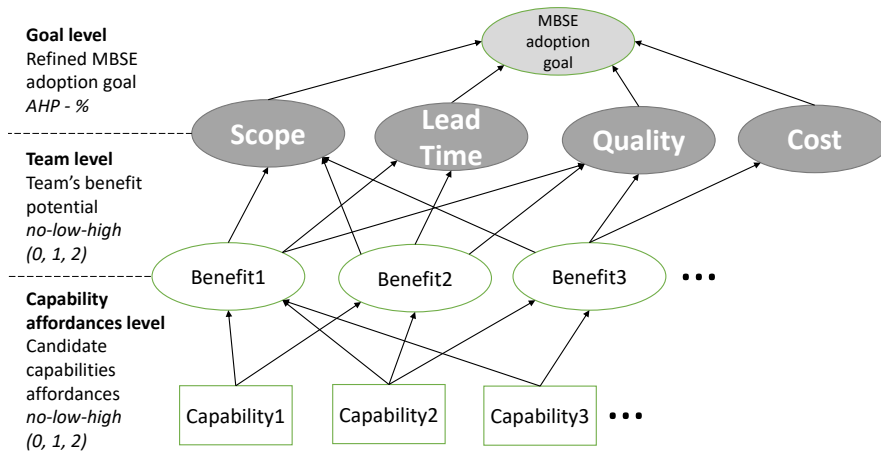 Goal level
Refined MBSE
adoption goal
AHP - %
MBSE
adoption
goal
Scope
Lead
Time
Quality
Cost
Team level
Team's benefit
potential
no-low-high
(0, 1, 2)
Benefit1
Benefit2
Benefit3
...
Capability
affordances level
Candidate
capabilities
affordances
no-low-high
(0, 1, 2)
Capability1
Capability2
Capability3
...